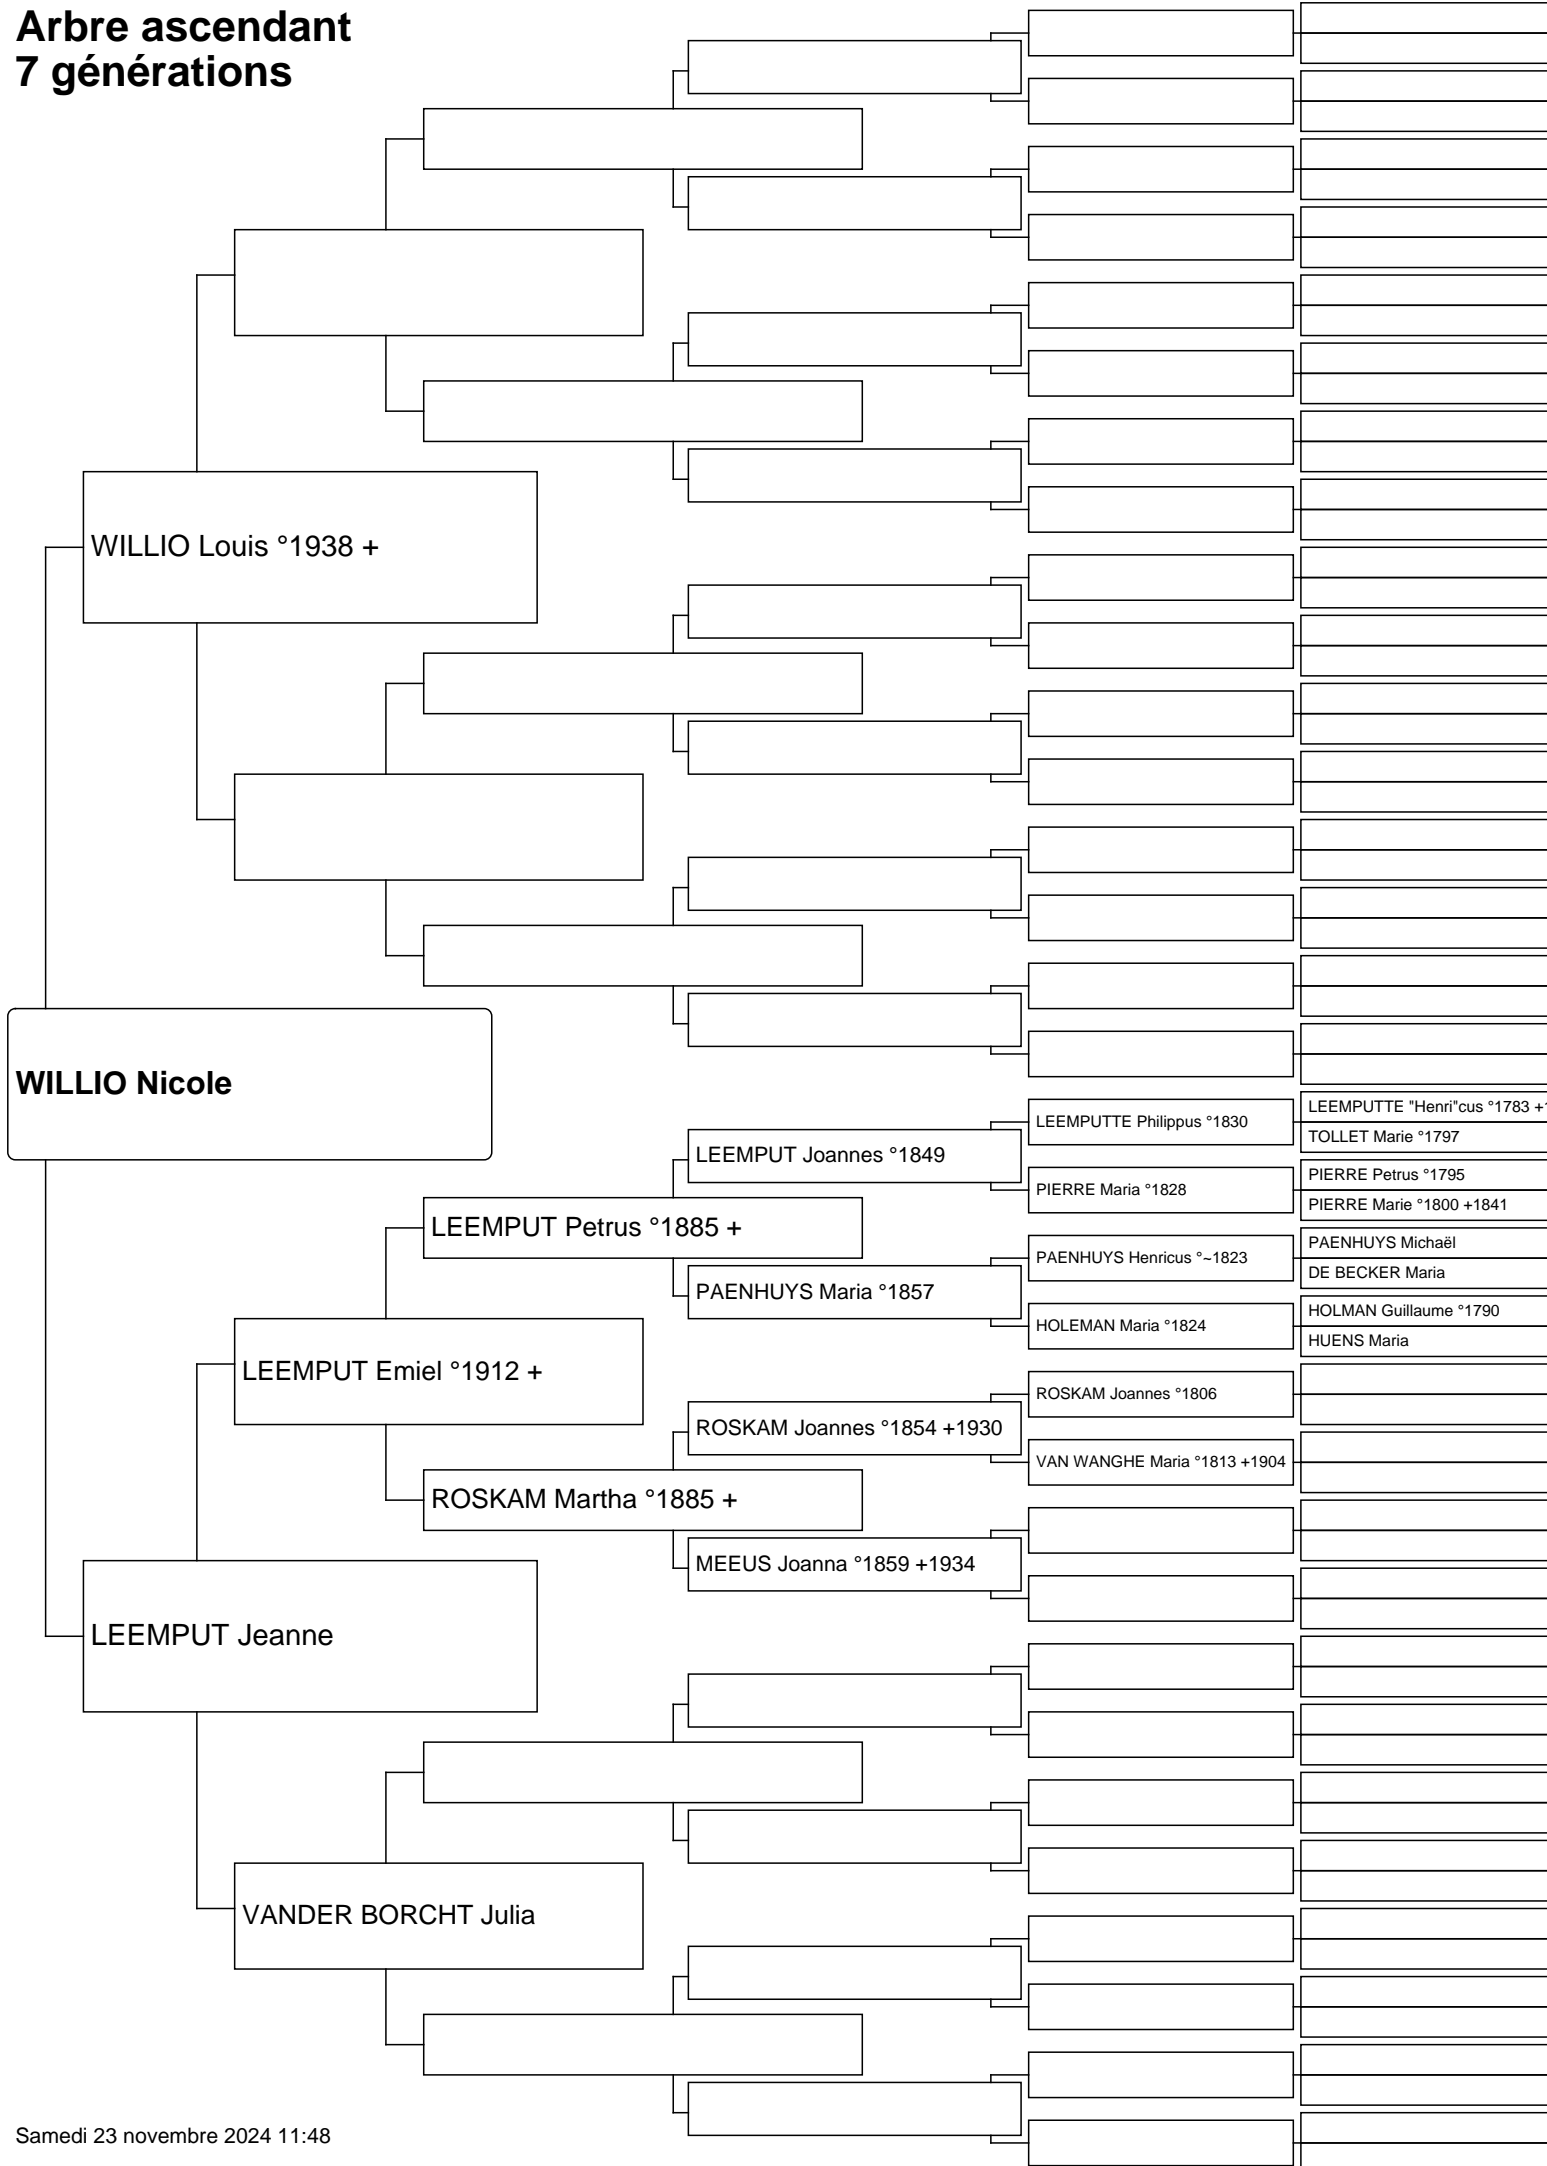 Arbre ascendant
7 générations
WILLIO Louis °1938 +
WILLIO Nicole
LEEMPUTTE Philippus °1830
LEEMPUTTE "Henri"cus °1783 +1
TOLLET Marie °1797
LEEMPUT Joannes °1849
PIERRE Maria °1828
PIERRE Petrus °1795
PIERRE Marie °1800 +1841
LEEMPUT Petrus °1885 +
PAENHUYS Henricus °~1823
PAENHUYS Michaël
DE BECKER Maria
PAENHUYS Maria °1857
HOLEMAN Maria °1824
HOLMAN Guillaume °1790
HUENS Maria
LEEMPUT Emiel °1912 +
ROSKAM Joannes °1806
ROSKAM Joannes °1854 +1930
VAN WANGHE Maria °1813 +1904
ROSKAM Martha °1885 +
MEEUS Joanna °1859 +1934
LEEMPUT Jeanne
VANDER BORCHT Julia
Samedi 23 novembre 2024 11:48